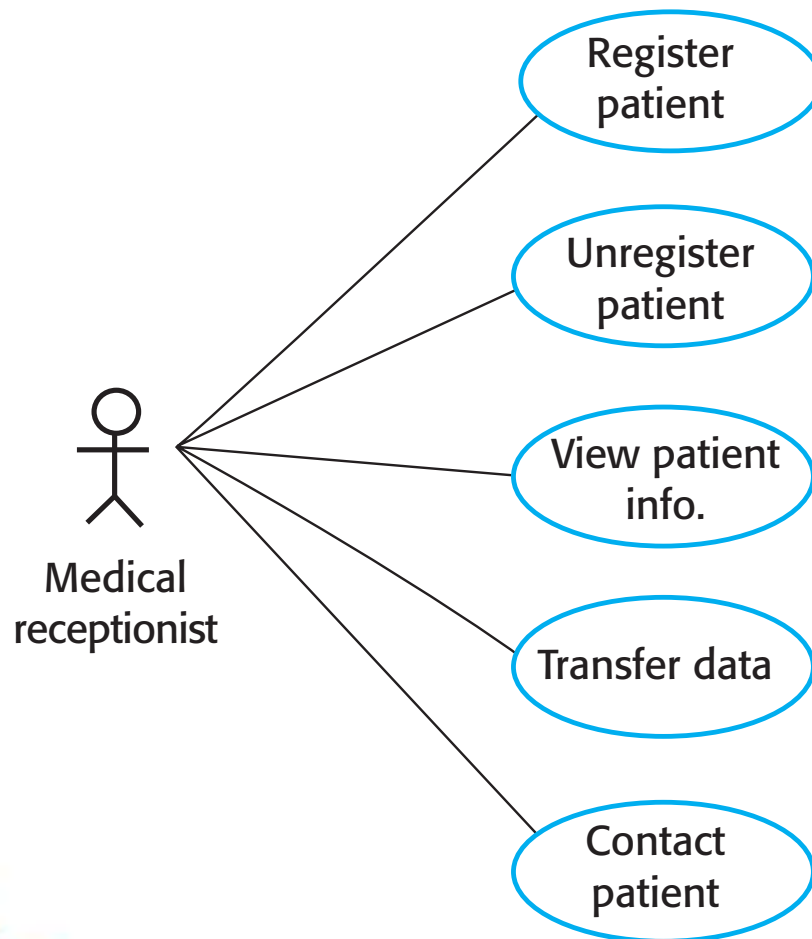 Register
patient
Unregister
patient
View patient
info.
Medical
receptionist
Transfer data
Contact
patient